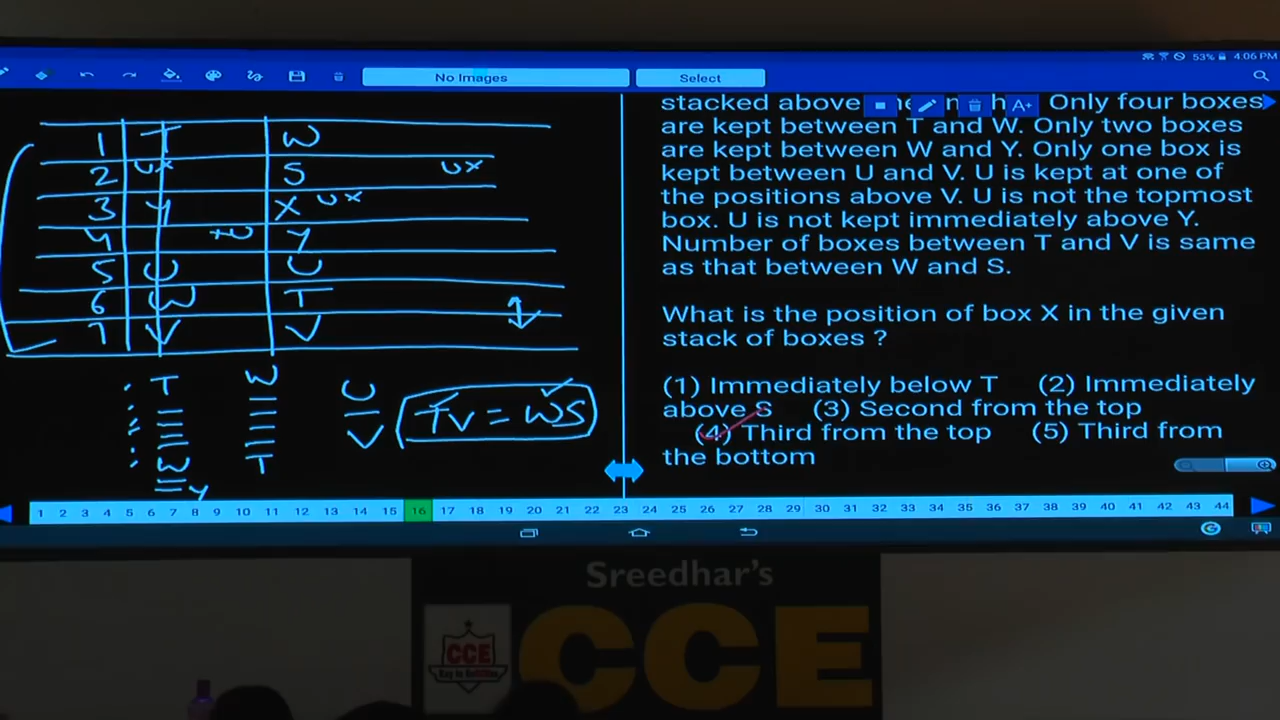 53% 4:06 PM
No Images Select
1 T W
2 UX S UX
3 Y X UX
4 Y
5 U U
6 W T
7 V V
T W U
V
TV = WS
W T
Y
stacked above
Only four boxes
are kept between T and W. Only two boxes
are kept between W and Y. Only one box is
kept between U and V. U is kept at one of
the positions above V. U is not the topmost
box. U is not kept immediately above Y.
Number of boxes between T and V is same
as that between W and S.
What is the position of box X in the given
stack of boxes ?
(1) Immediately below T (2) Immediately
above S (3) Second from the top
(4) Third from the top (5) Third from
the bottom
1 2 3 4 5 6 7 8 9 10 11 12 13 14 15 16 17 18 19 20 21 22 23 24 25 26 27 28 29 30 31 32 33 34 35 36 37 38 39 40 41 42 43 44
Sreedhar's
CCE
CCE